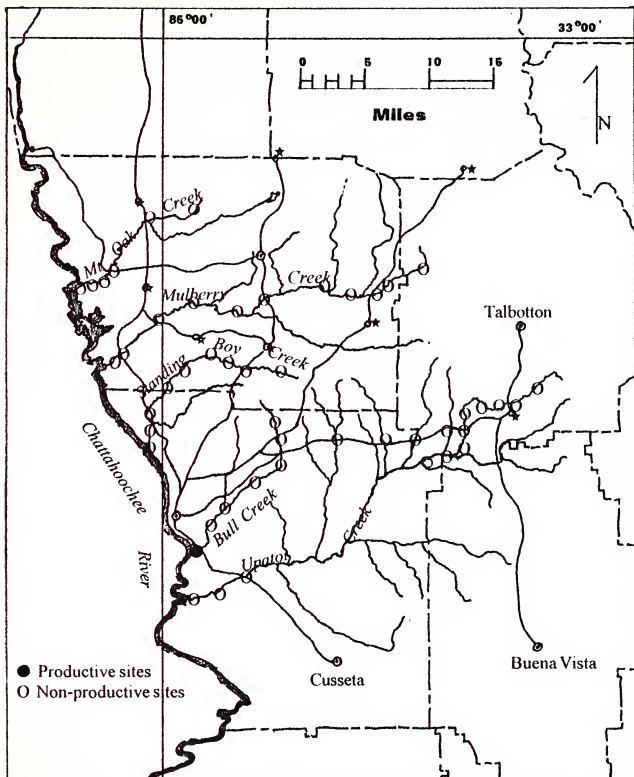 86°00'
33°00'
0 5 10 15
Miles
N
Mt. Oak Creek
Mulberry Creek
Standing Boy Creek
Talbotton
Chattahoochee River
Bull Creek
Upatoi Creek
Cusseta
Buena Vista
● Productive sites
O Non-productive sites